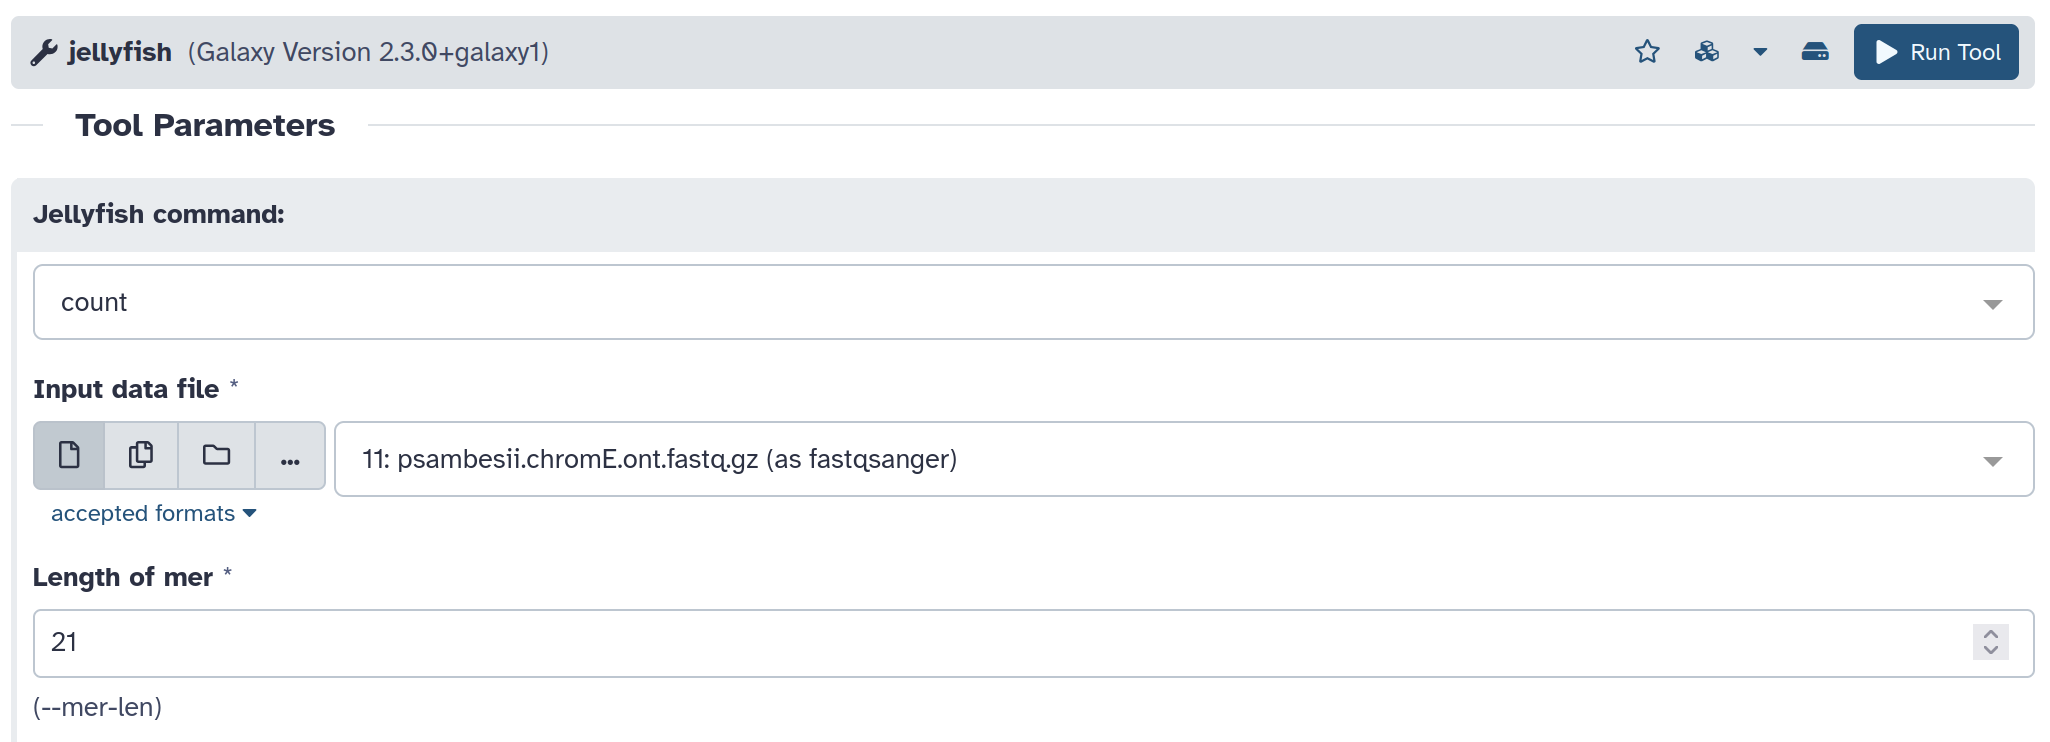 jellyfish (Galaxy Version 2.3.0+galaxy1)
Run Tool
Tool Parameters
Jellyfish command:
count
Input data file *
...
11: psambesii.chromE.ont.fastq.gz (as fastqsanger)
accepted formats
Length of mer *
21
(--mer-len)